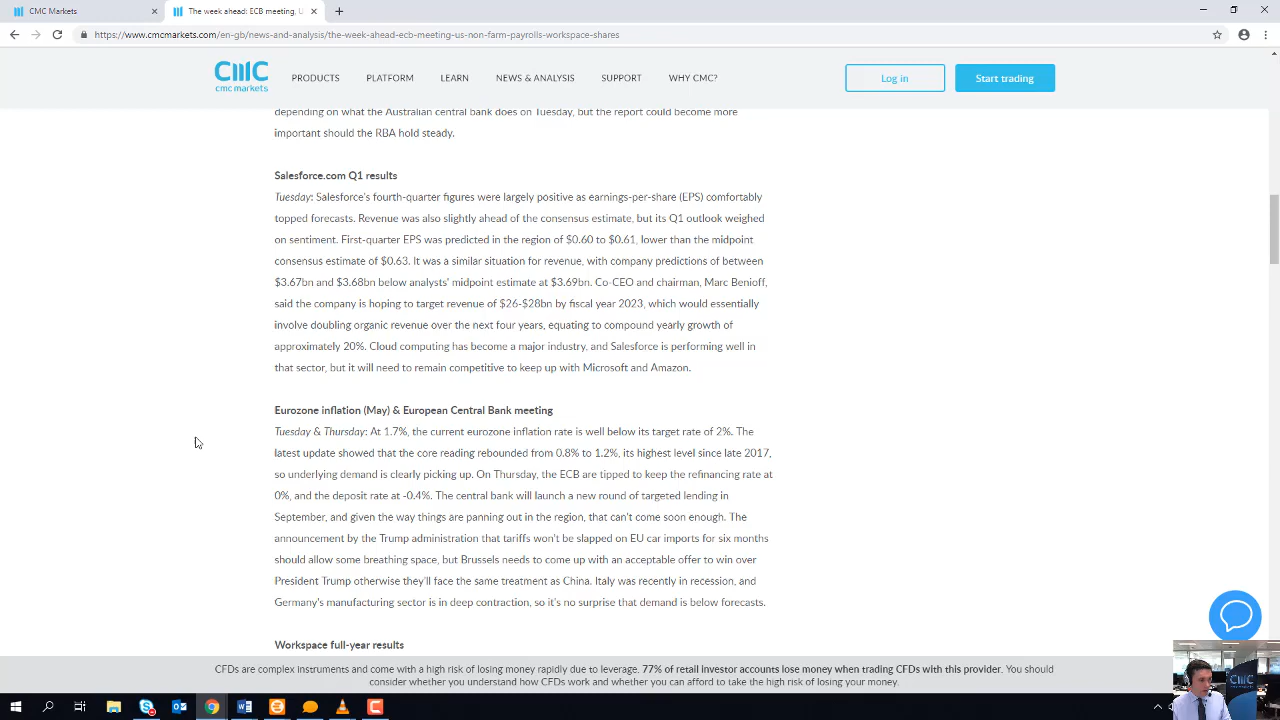 CMC Markets
The week ahead: ECB meeting, U
https://www.cmcmarkets.com/en-gb/news-and-analysis/the-week-ahead-ecb-meeting-us-non-farm-payrolls-workspace-shares
cmc markets
PRODUCTS PLATFORM LEARN NEWS & ANALYSIS SUPPORT WHY CMC? Log in Start trading
depending on what the Australian central bank does on Tuesday, but the report could become more
important should the RBA hold steady.
Salesforce.com Q1 results
Tuesday: Salesforce's fourth-quarter figures were largely positive as earnings-per-share (EPS) comfortably
topped forecasts. Revenue was also slightly ahead of the consensus estimate, but its Q1 outlook weighed
on sentiment. First-quarter EPS was predicted in the region of $0.60 to $0.61, lower than the midpoint
consensus estimate of $0.63. It was a similar situation for revenue, with company predictions of between
$3.67bn and $3.68bn below analysts' midpoint estimate at $3.69bn. Co-CEO and chairman, Marc Benioff,
said the company is hoping to target revenue of $26-$28bn by fiscal year 2023, which would essentially
involve doubling organic revenue over the next four years, equating to compound yearly growth of
approximately 20%. Cloud computing has become a major industry, and Salesforce is performing well in
that sector, but it will need to remain competitive to keep up with Microsoft and Amazon.
Eurozone inflation (May) & European Central Bank meeting
Tuesday & Thursday: At 1.7%, the current eurozone inflation rate is well below its target rate of 2%. The
latest update showed that the core reading rebounded from 0.8% to 1.2%, its highest level since late 2017,
so underlying demand is clearly picking up. On Thursday, the ECB are tipped to keep the refinancing rate at
0%, and the deposit rate at -0.4%. The central bank will launch a new round of targeted lending in
September, and given the way things are panning out in the region, that can't come soon enough. The
announcement by the Trump administration that tariffs won't be slapped on EU car imports for six months
should allow some breathing space, but Brussels needs to come up with an acceptable offer to win over
President Trump otherwise they'll face the same treatment as China. Italy was recently in recession, and
Germany's manufacturing sector is in deep contraction, so it's no surprise that demand is below forecasts.
Workspace full-year results
CFDs are complex instruments and come with a high risk of losing money rapidly due to leverage. 77% of retail investor accounts lose money when trading CFDs with this provider. You should
consider whether you understand how CFDs work and whether you can afford to take the high risk of losing your money.